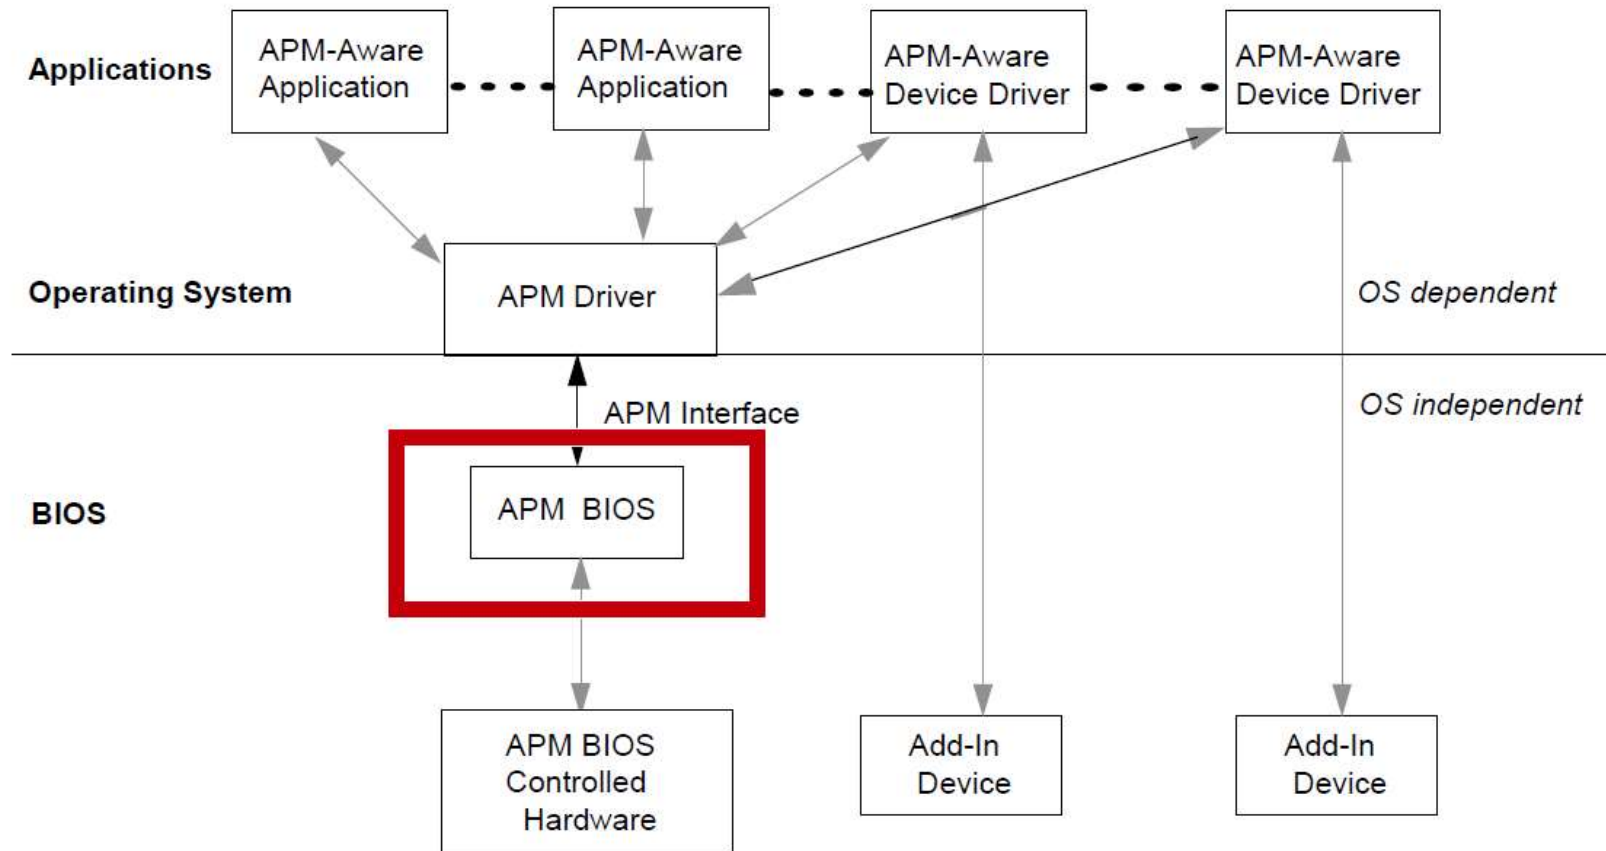 Applications
APM-Aware
Application
APM-Aware
Application
APM-Aware
Device Driver
APM-Aware
Device Driver
Operating System
APM Driver
OS dependent
APM Interface
OS independent
BIOS
APM BIOS
APM BIOS
Controlled
Hardware
Add-In
Device
Add-In
Device